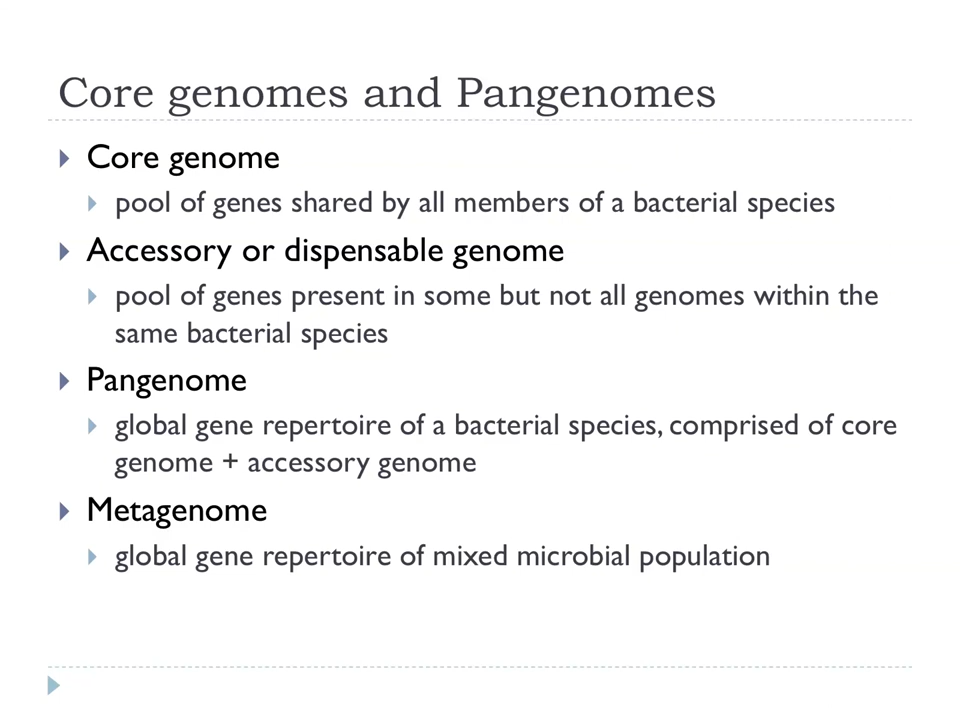 Core genomes and Pangenomes
Core genome
pool of genes shared by all members of a bacterial species
Accessory or dispensable genome
pool of genes present in some but not all genomes within the
same bacterial species
Pangenome
global gene repertoire of a bacterial species, comprised of core
genome + accessory genome
Metagenome
global gene repertoire of mixed microbial population